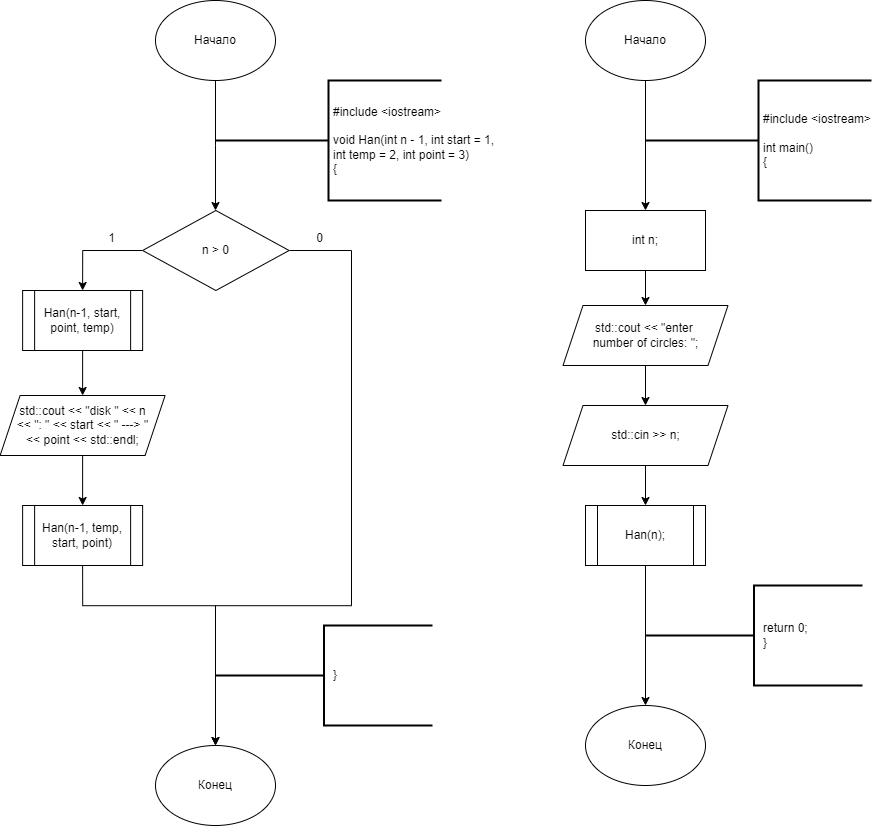 Начало
#include <iostream>
void Han(int n - 1, int start = 1,
int temp = 2, int point = 3)
{
n > 0
1
0
Han(n-1, start,
point, temp)
std::cout << "disk " << n
<< ": " << start << " ---> "
<< point << std::endl;
Han(n-1, temp,
start, point)
}
Конец
Начало
#include <iostream>
int main()
{
int n;
std::cout << "enter
number of circles: ";
std::cin >> n;
Han(n);
return 0;
}
Конец